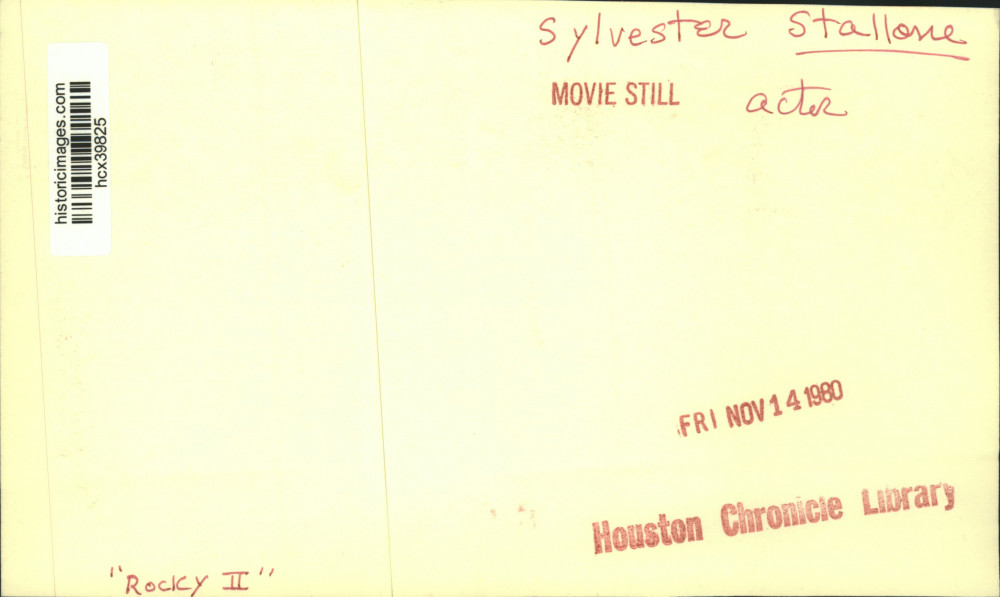 Sylvester Stallone
MOVIE STILL
actor
historicimages.com
hcx39825
FRI NOV 14 1980
Houston Chronicle Library
"Rocky II"